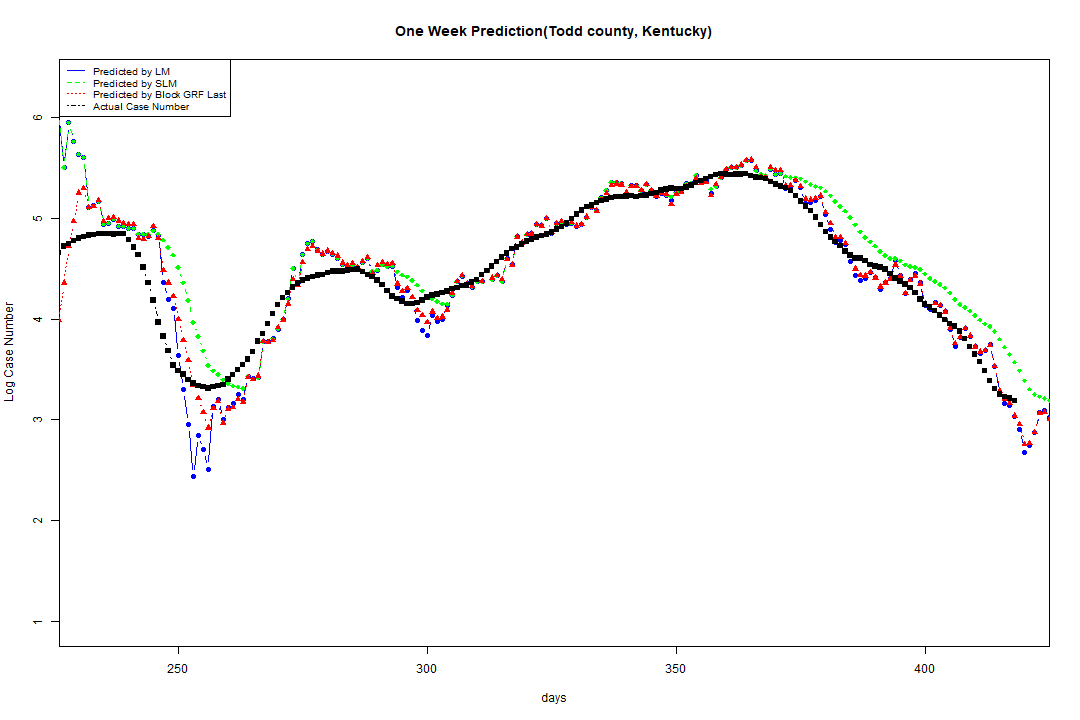 One Week Prediction(Todd county, Kentucky)
Predicted by LM
Predicted by SLM
Predicted by Block GRF Last
Actual Case Number
6
5
4
3
2
1
Log Case Number
250
300
350
400
days